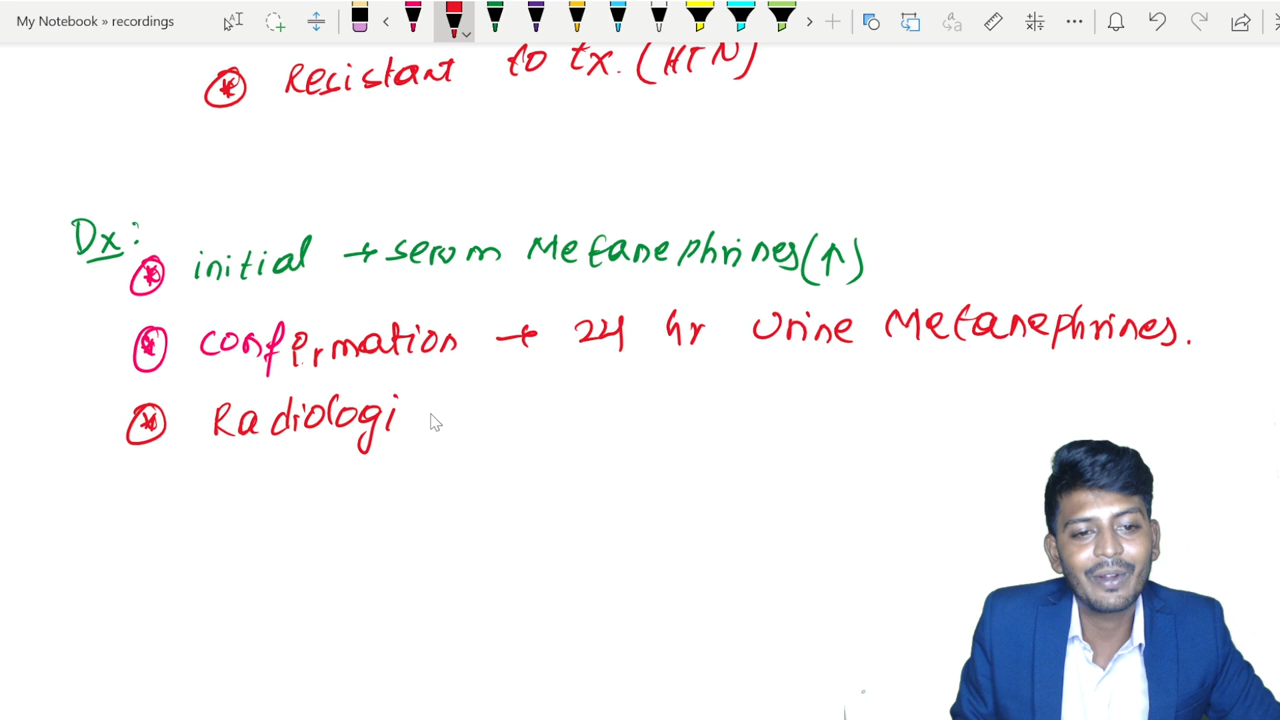 My Notebook » recordings
Resistant to tx. (HTN)
Dx:
initial → serum Metanephrines (↑)
confirmation → 24 hr Urine Metanephrines.
Radiologi